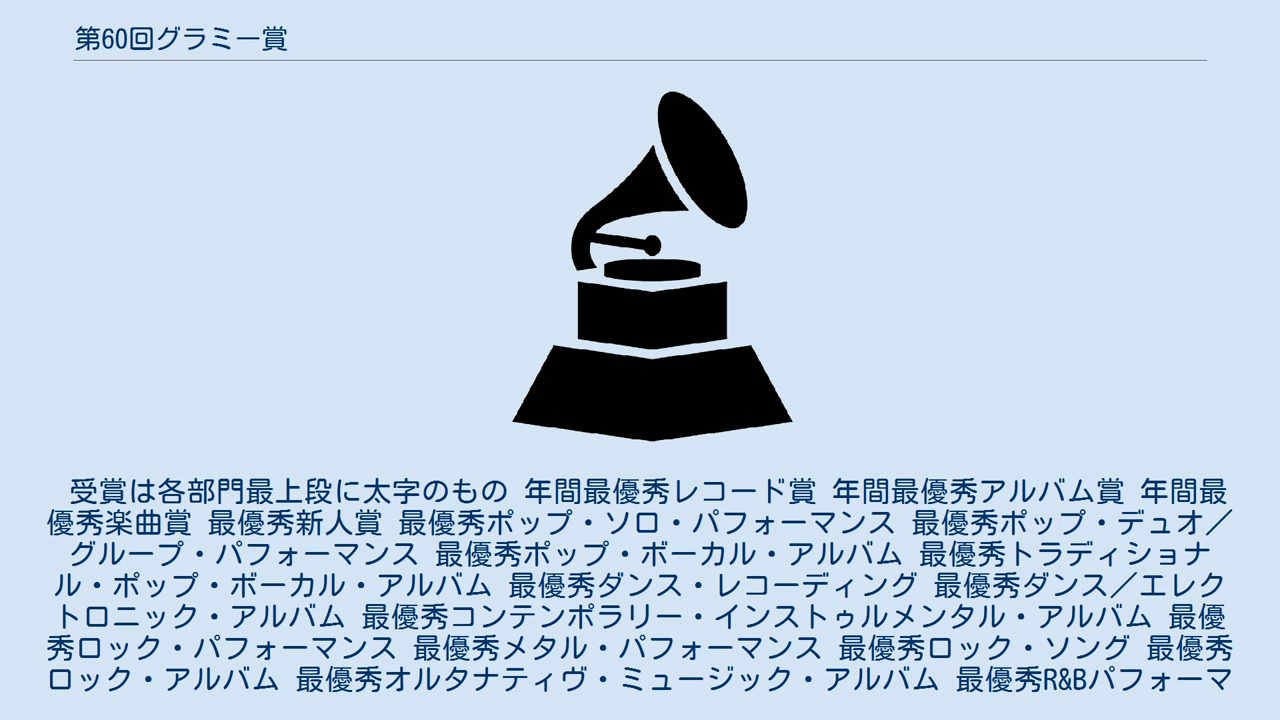 第60回グラミー賞
受賞は各部門最上段に太字のもの 年間最優秀レコード賞 年間最優秀アルバム賞 年間最
優秀楽曲賞 最優秀新人賞 最優秀ポップ・ソロ・パフォーマンス 最優秀ポップ・デュオ／
グループ・パフォーマンス 最優秀ポップ・ボーカル・アルバム 最優秀トラディショナ
ル・ポップ・ボーカル・アルバム 最優秀ダンス・レコーディング 最優秀ダンス／エレク
トロニック・アルバム 最優秀コンテンポラリー・インストゥルメンタル・アルバム 最優
秀ロック・パフォーマンス 最優秀メタル・パフォーマンス 最優秀ロック・ソング 最優秀
ロック・アルバム 最優秀オルタナティヴ・ミュージック・アルバム 最優秀R&Bパフォーマ